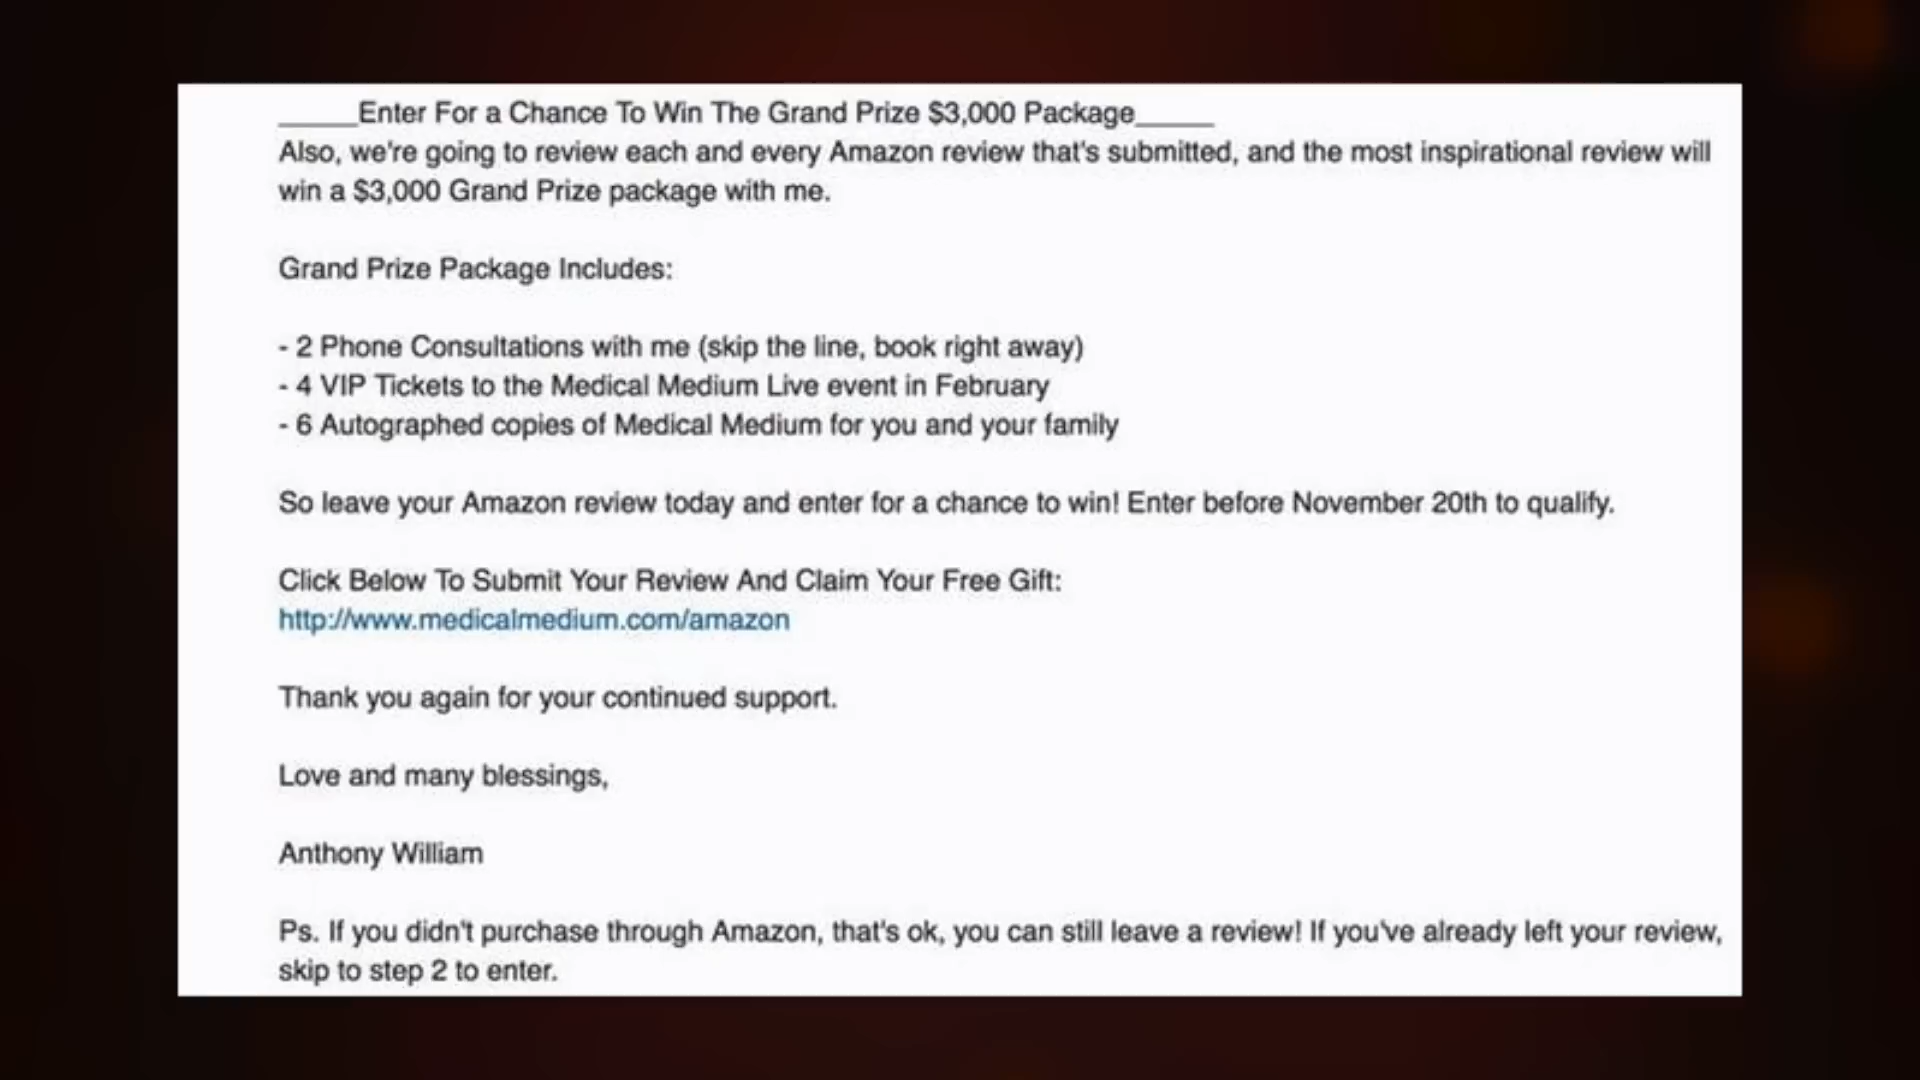 _____Enter For a Chance To Win The Grand Prize $3,000 Package_____
Also, we're going to review each and every Amazon review that's submitted, and the most inspirational review will
win a $3,000 Grand Prize package with me.
Grand Prize Package Includes:
- 2 Phone Consultations with me (skip the line, book right away)
- 4 VIP Tickets to the Medical Medium Live event in February
- 6 Autographed copies of Medical Medium for you and your family
So leave your Amazon review today and enter for a chance to win! Enter before November 20th to qualify.
Click Below To Submit Your Review And Claim Your Free Gift:
http://www.medicalmedium.com/amazon
Thank you again for your continued support.
Love and many blessings,
Anthony William
Ps. If you didn't purchase through Amazon, that's ok, you can still leave a review! If you've already left your review,
skip to step 2 to enter.